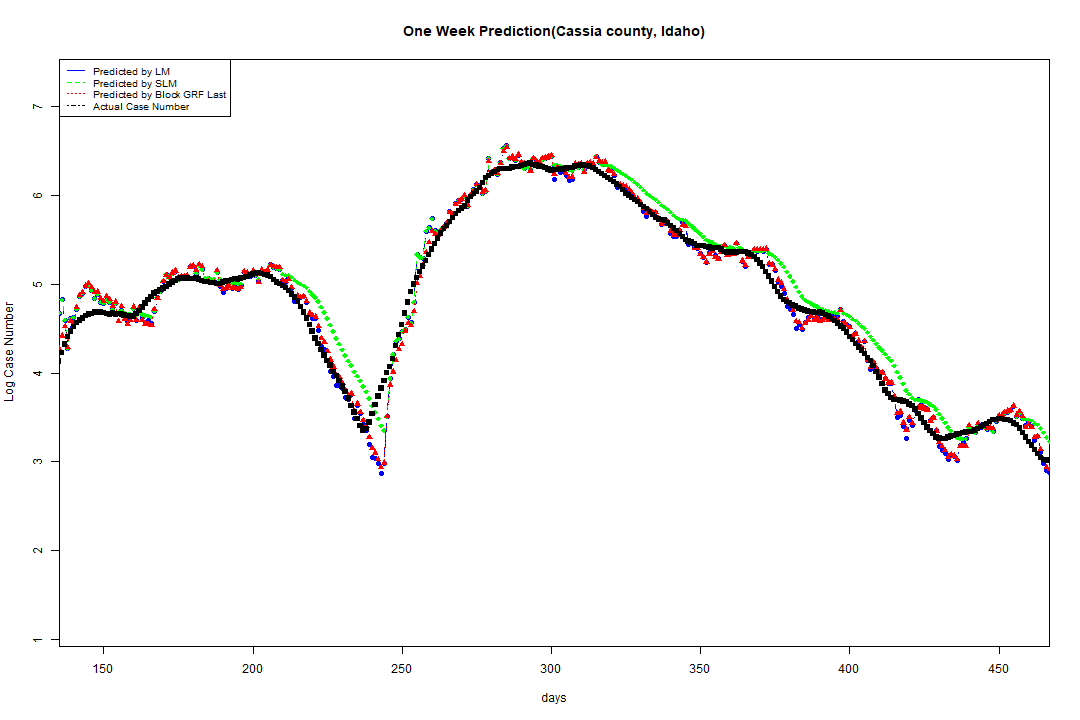 One Week Prediction(Cassia county, Idaho)
Predicted by LM
Predicted by SLM
Predicted by Block GRF Last
Actual Case Number
7
6
5
4
3
2
1
Log Case Number
150 200 250 300 350 400 450
days